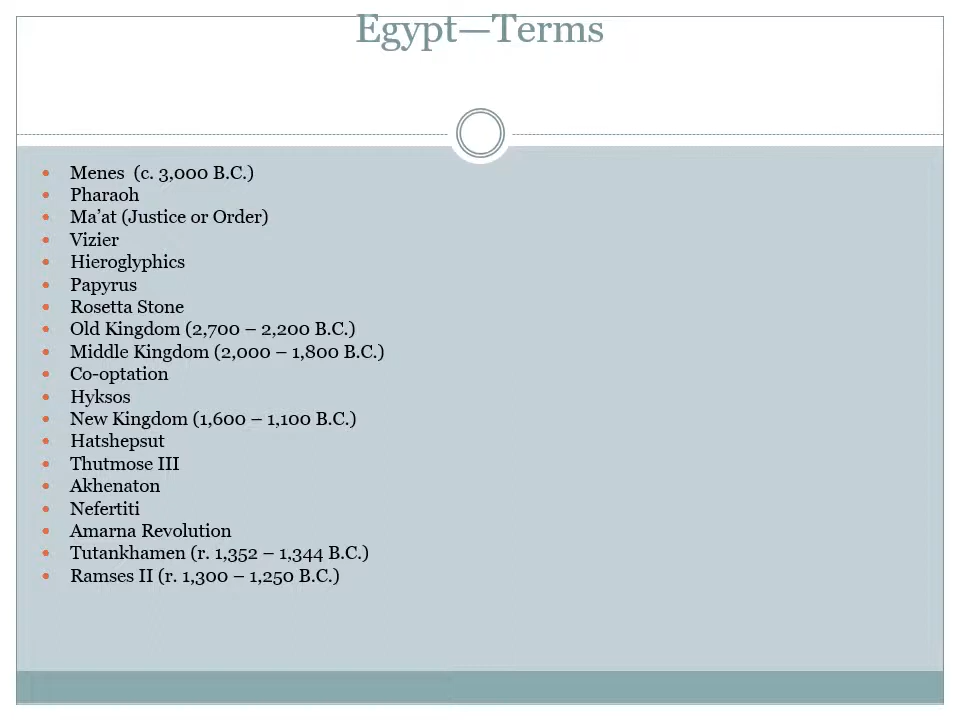 Egypt—Terms
• Menes  (c. 3,000 B.C.)
• Pharaoh
• Ma’at (Justice or Order)
• Vizier
• Hieroglyphics
• Papyrus
• Rosetta Stone
• Old Kingdom (2,700 – 2,200 B.C.)
• Middle Kingdom (2,000 – 1,800 B.C.)
• Co-optation
• Hyksos
• New Kingdom (1,600 – 1,100 B.C.)
• Hatshepsut
• Thutmose III
• Akhenaton
• Nefertiti
• Amarna Revolution
• Tutankhamen (r. 1,352 – 1,344 B.C.)
• Ramses II (r. 1,300 – 1,250 B.C.)